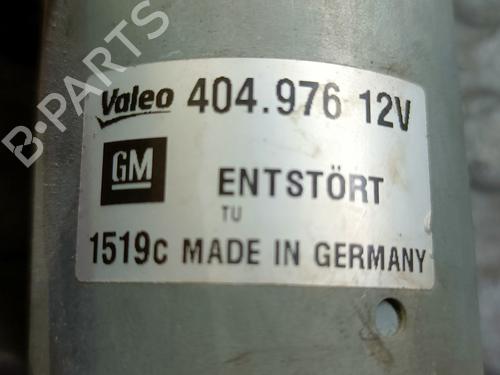 B-PARTS
Valeo 404.976 12V
GM ENTSTÖRT
TU
1519c MADE IN GERMANY